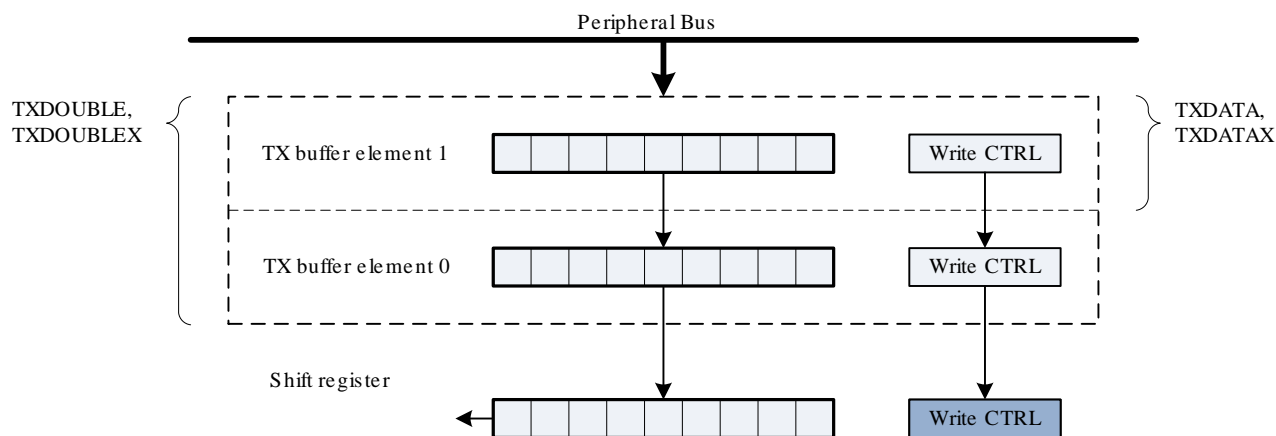 Peripheral Bus
TXDOUBLE,
TXDOUBLEX
TXDATA,
TXDATAX
TX buffer element 1
Write CTRL
TX buffer element 0
Write CTRL
Shift register
Write CTRL